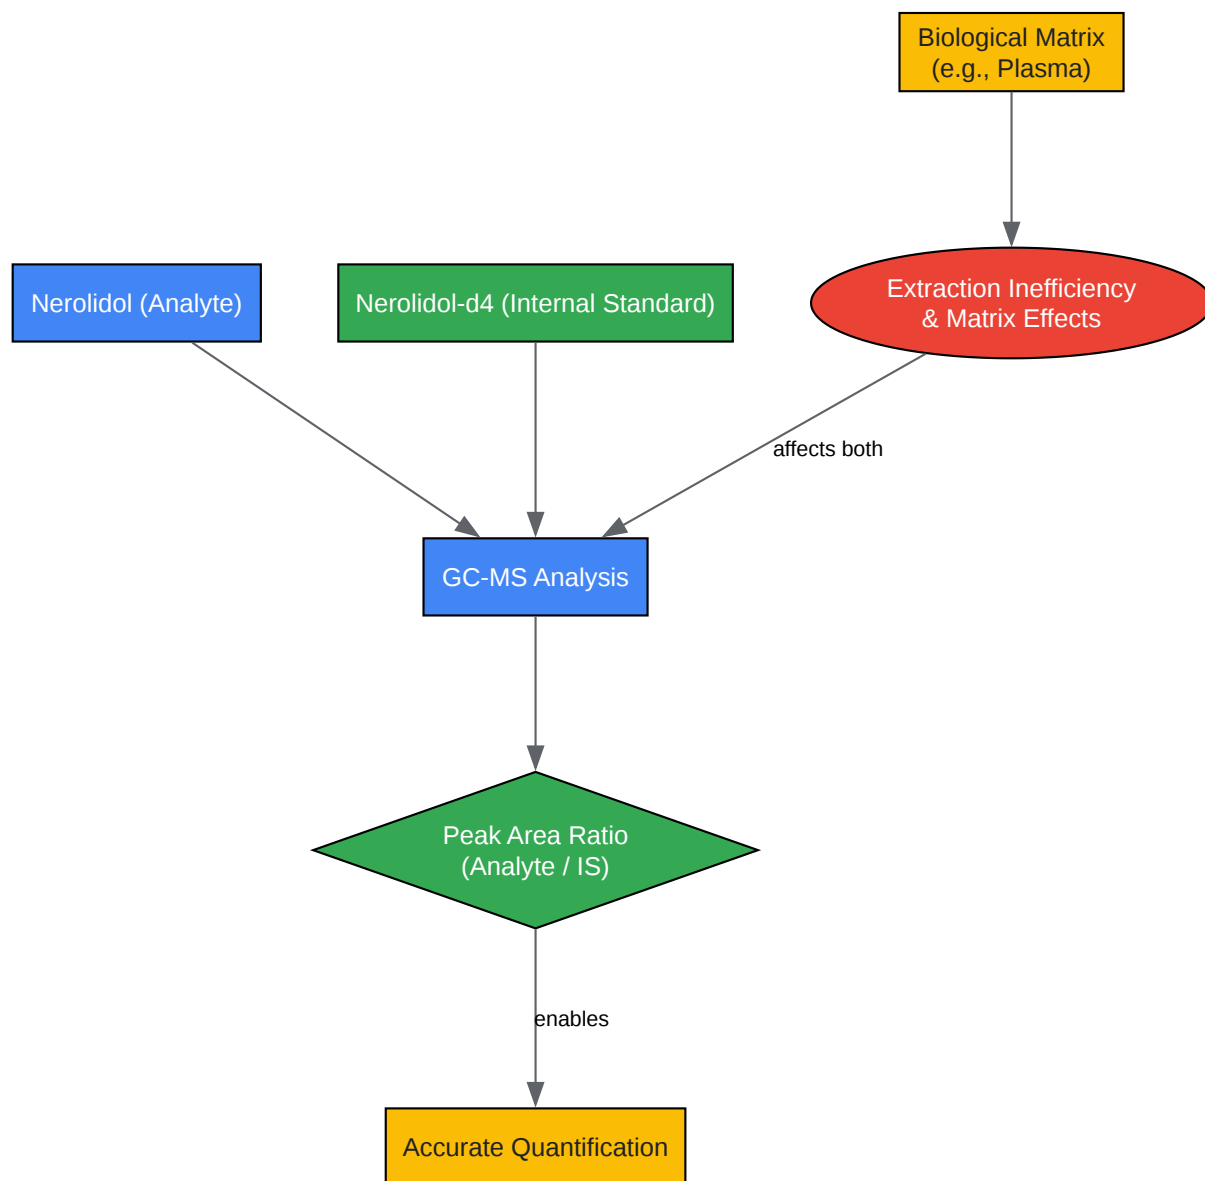 Biological Matrix
(e.g., Plasma)
Nerolidol (Analyte)
Nerolidol-d4 (Internal Standard)
Extraction Inefficiency
& Matrix Effects
affects both
GC-MS Analysis
Peak Area Ratio
(Analyte / IS)
enables
Accurate Quantification